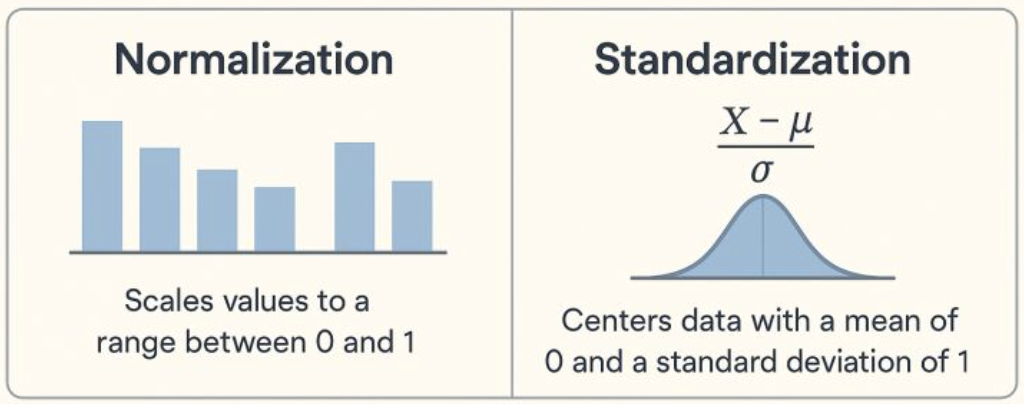 Normalization
Scales values to a
range between 0 and 1
Standardization
X − μ
σ
Centers data with a mean of
0 and a standard deviation of 1